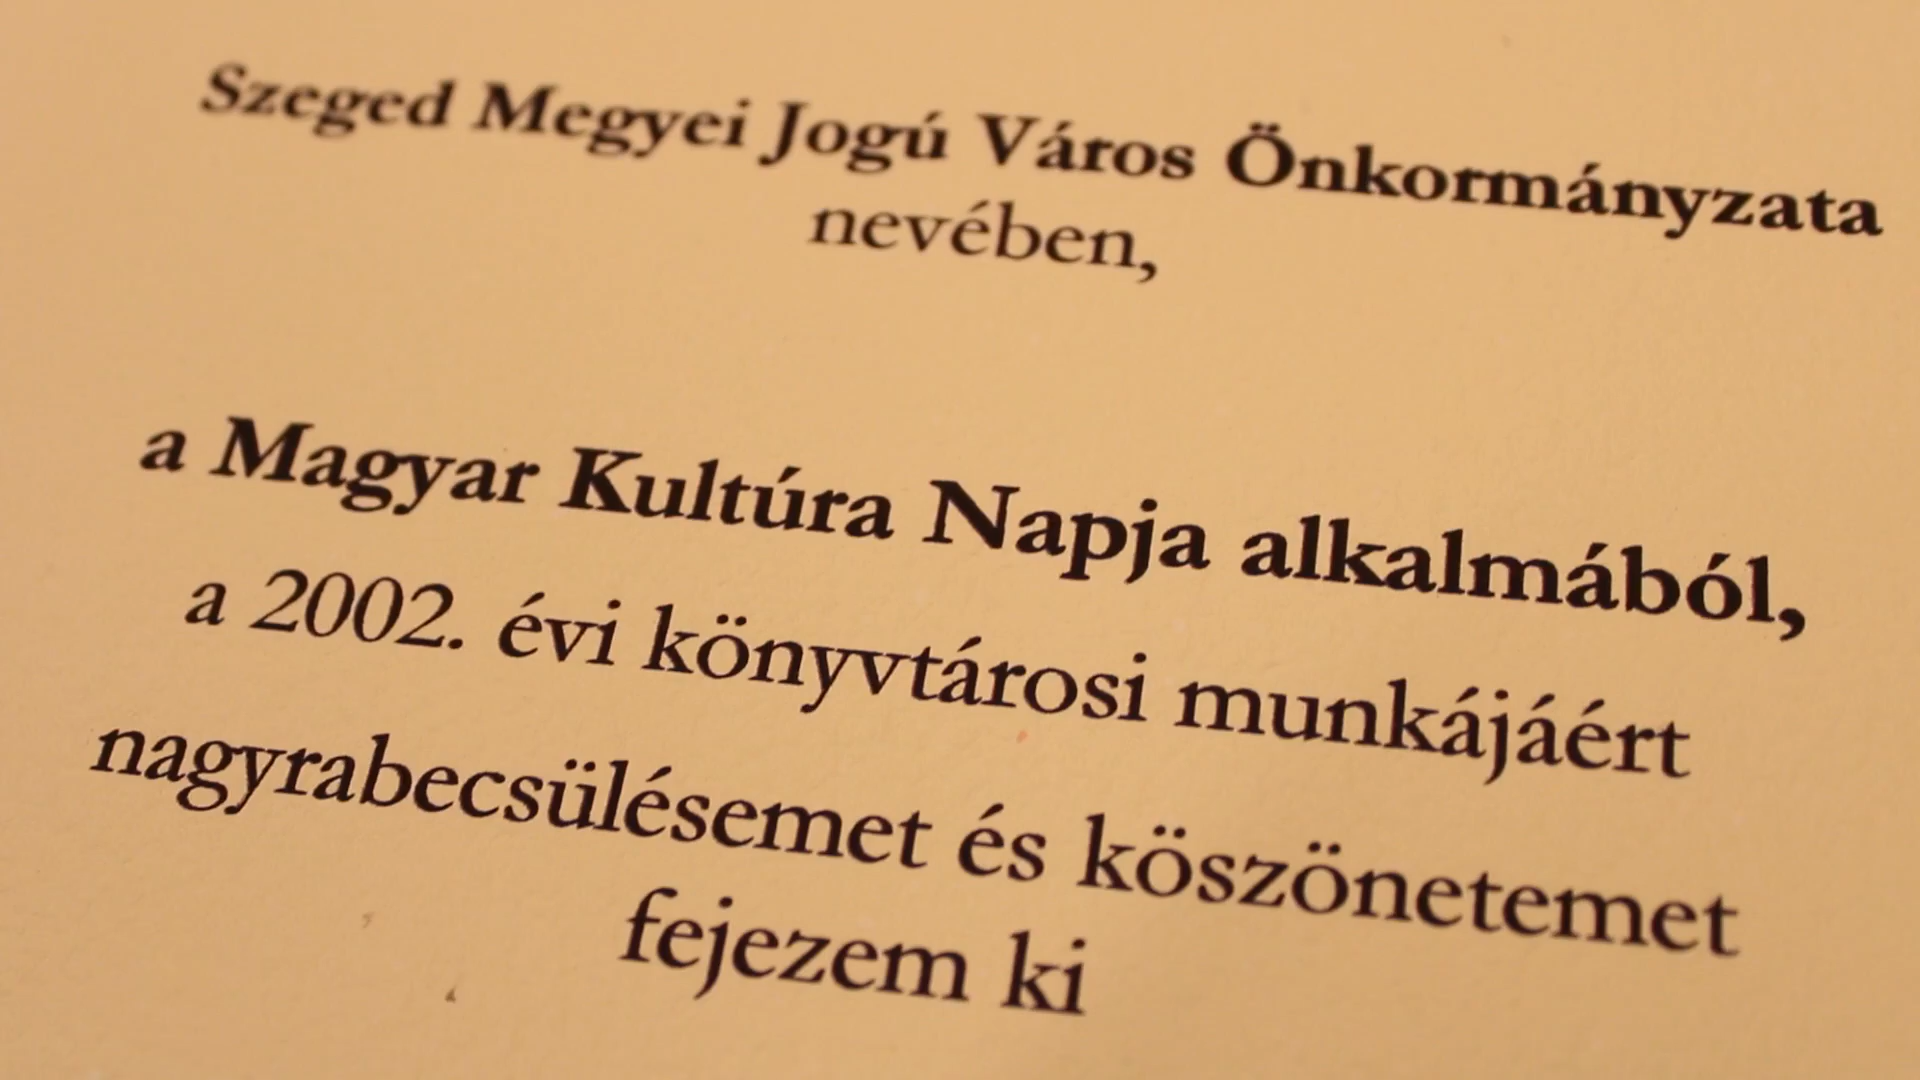 Szeged Megyei Jogú Város Önkormányzata
nevében,
a Magyar Kultúra Napja alkalmából,
a 2002. évi könyvtárosi munkájáért
nagyrabecsülésemet és köszönetemet
fejezem ki